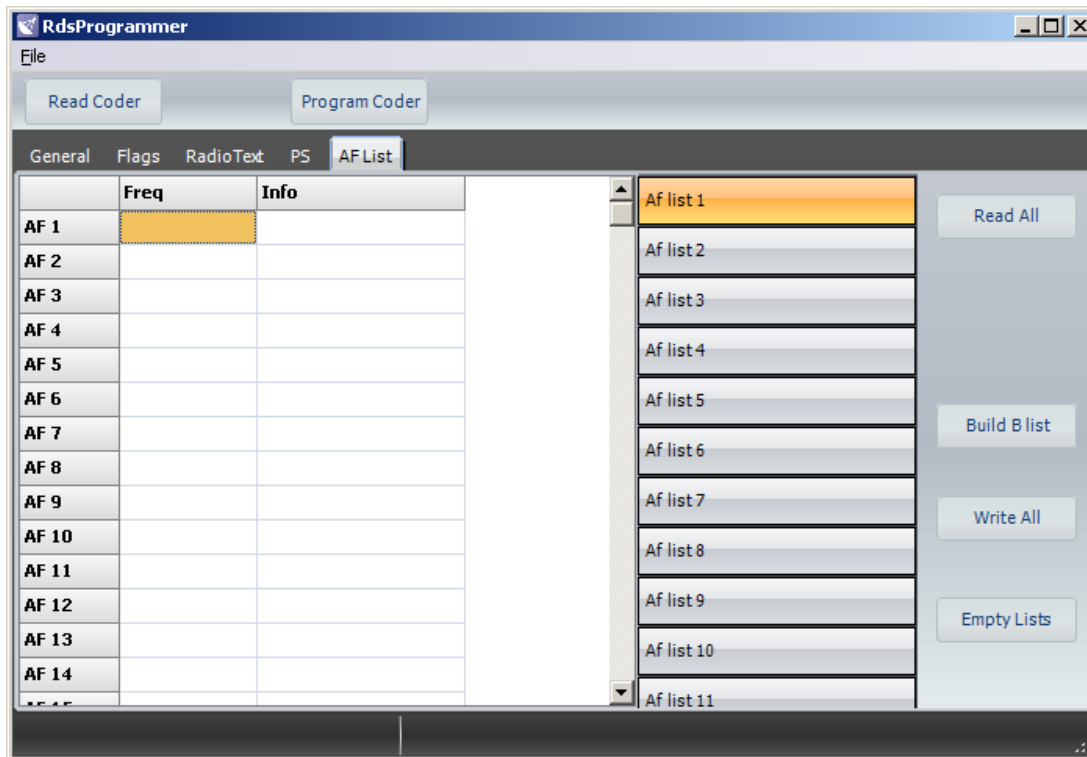 RdsProgrammer
File
Read Coder
Program Coder
General Flags RadioText PS AF List
Freq Info
AF 1
AF 2
AF 3
AF 4
AF 5
AF 6
AF 7
AF 8
AF 9
AF 10
AF 11
AF 12
AF 13
AF 14
Af list 1
Af list 2
Af list 3
Af list 4
Af list 5
Af list 6
Af list 7
Af list 8
Af list 9
Af list 10
Af list 11
Read All
Build B list
Write All
Empty Lists